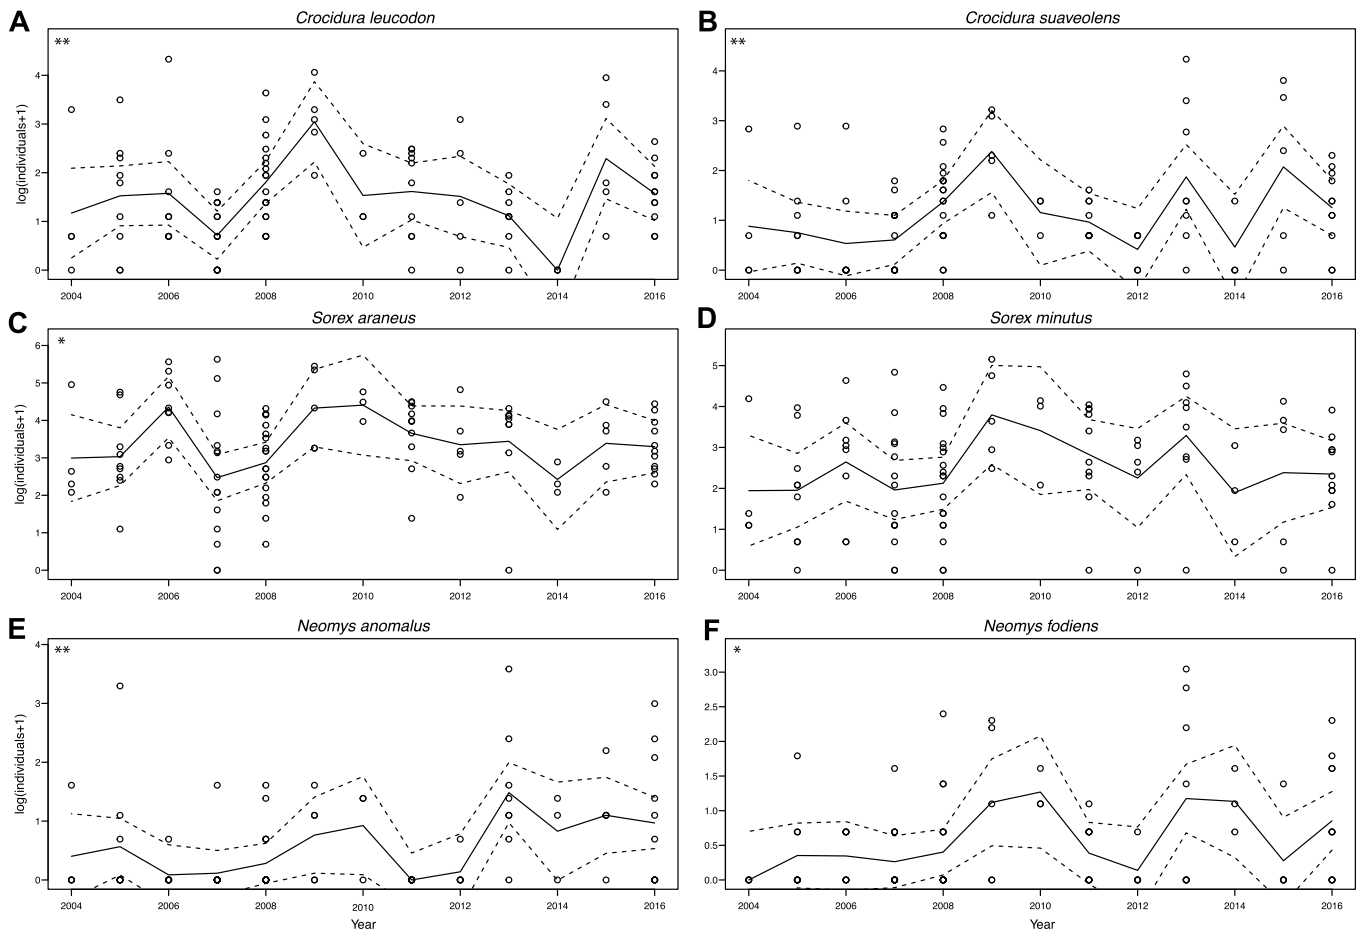 A Crocidura leucodon
**
log(individuals+1)
4
3
2
1
0
2004 2006 2008 2010 2012 2014 2016
B Crocidura suaveolens
**
4
3
2
1
0
2004 2006 2008 2010 2012 2014 2016
C Sorex araneus
*
log(individuals+1)
6
5
4
3
2
1
0
2004 2006 2008 2010 2012 2014 2016
D Sorex minutus
5
4
3
2
1
0
2004 2006 2008 2010 2012 2014 2016
E Neomys anomalus
**
log(individuals+1)
4
3
2
1
0
2004 2006 2008 2010 2012 2014 2016
Year
F Neomys fodiens
*
3.0
2.5
2.0
1.5
1.0
0.5
0.0
2004 2006 2008 2010 2012 2014 2016
Year